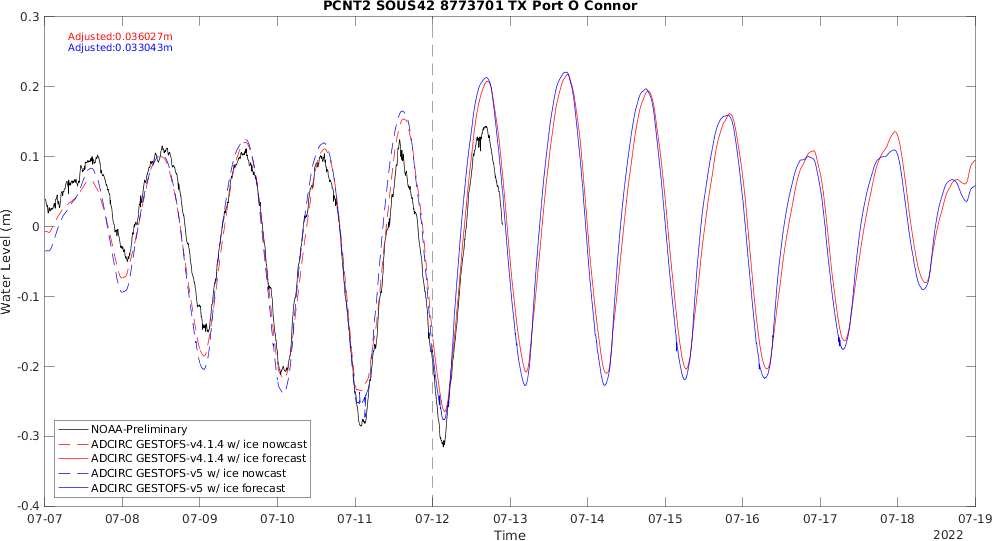 PCNT2 SOUS42 8773701 TX Port O Connor
Adjusted:0.036027m
Adjusted:0.033043m
0.3
0.2
0.1
0
-0.1
-0.2
-0.3
-0.4
Water Level (m)
NOAA-Preliminary
ADCIRC GESTOFS-v4.1.4 w/ ice nowcast
ADCIRC GESTOFS-v4.1.4 w/ ice forecast
ADCIRC GESTOFS-v5 w/ ice nowcast
ADCIRC GESTOFS-v5 w/ ice forecast
07-07 07-08 07-09 07-10 07-11 07-12 07-13 07-14 07-15 07-16 07-17 07-18 07-19
Time
2022